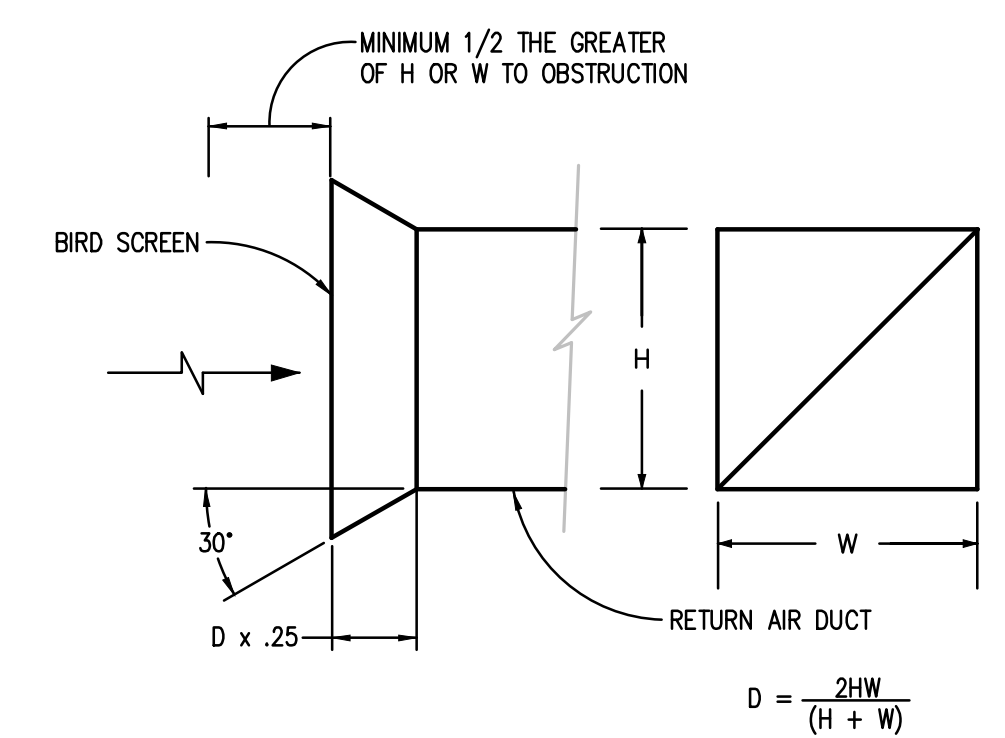 MINIMUM 1/2 THE GREATER
OF H OR W TO OBSTRUCTION
BIRD SCREEN
H
30°
W
D x .25
RETURN AIR DUCT
D = 2HW
(H + W)